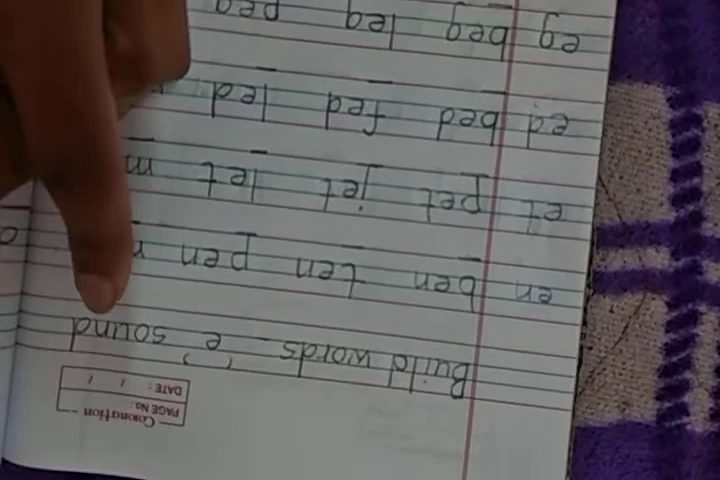 Coronation
PAGE NO:
DATE: / /
Build words "e" sound
en ben ten pen
et pet jet let m
ed bed fed led
eg beg leg peg